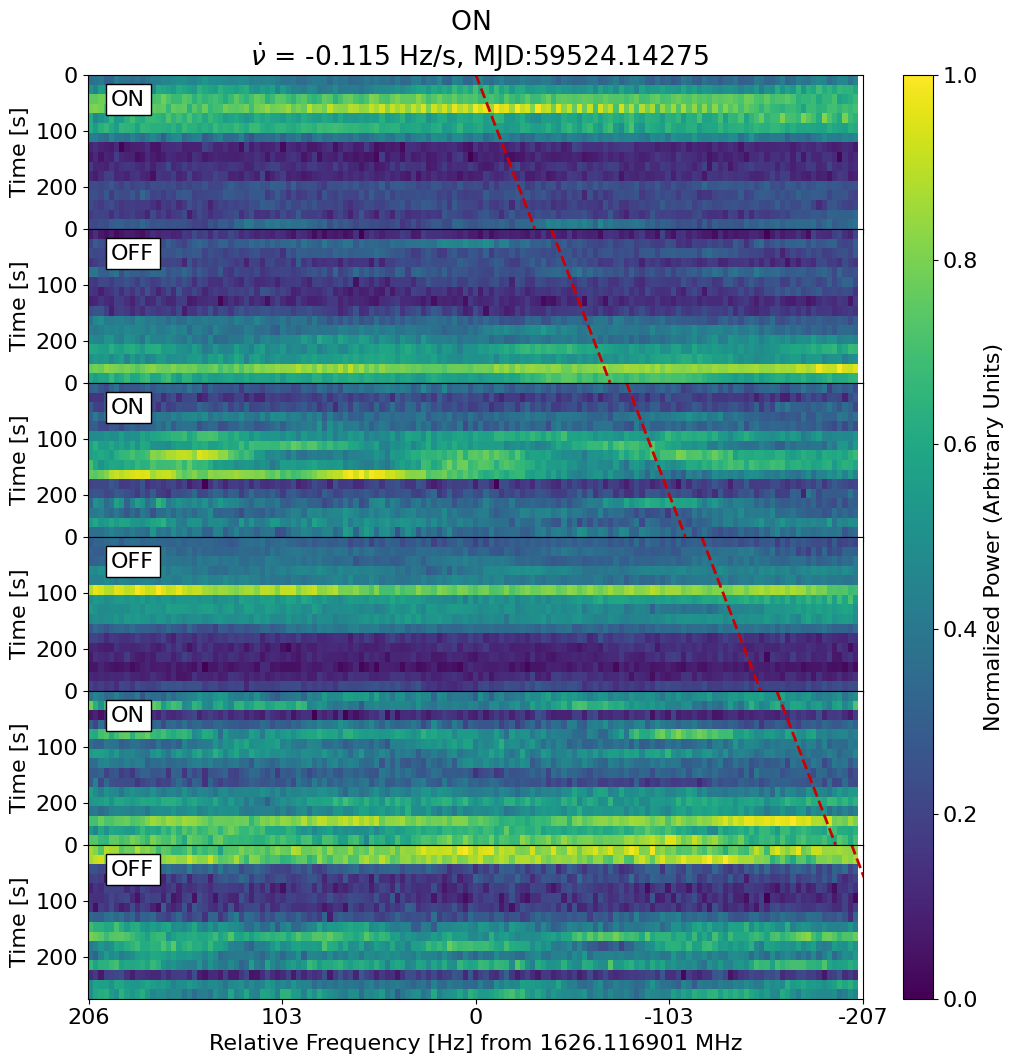 ON
ν̇ = -0.115 Hz/s, MJD:59524.14275
0
ON
100
Time [s]
200
0
OFF
100
Time [s]
200
0
ON
100
Time [s]
200
0
OFF
100
Time [s]
200
0
ON
100
Time [s]
200
0
OFF
100
Time [s]
200
206 103 0 -103 -207
Relative Frequency [Hz] from 1626.116901 MHz
1.0
0.8
0.6
0.4
0.2
0.0
Normalized Power (Arbitrary Units)